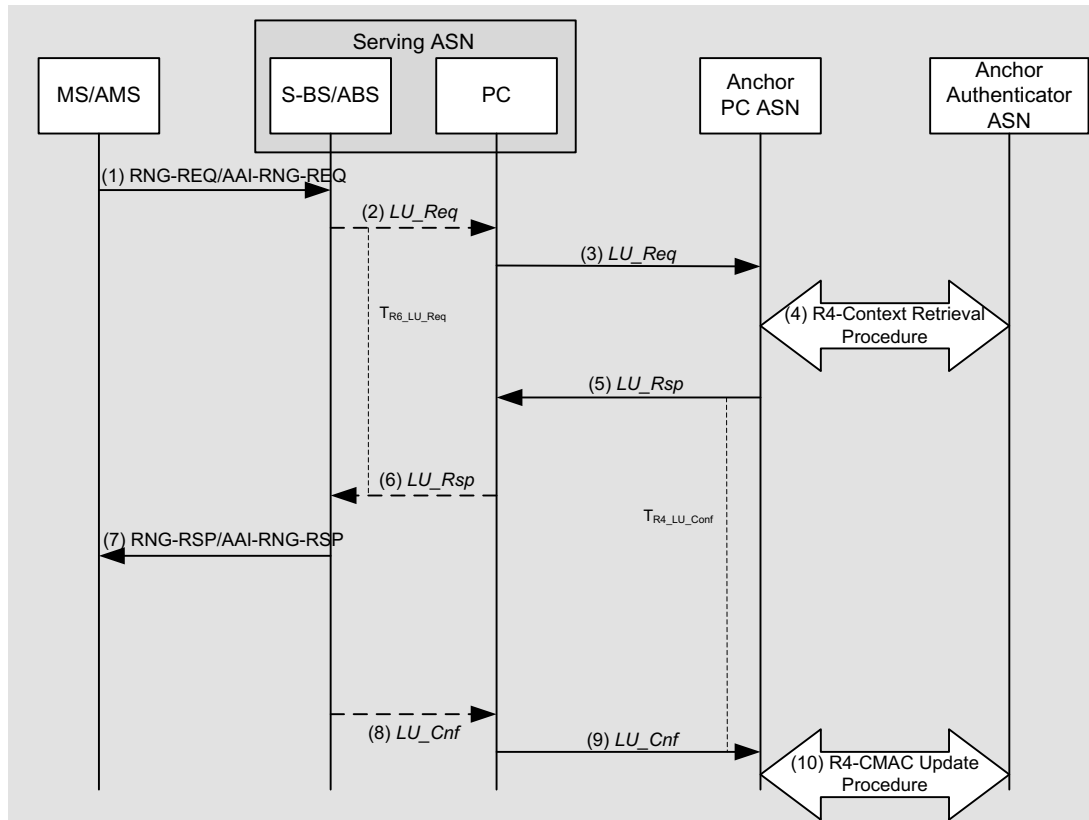 Serving ASN
MS/AMS
S-BS/ABS
PC
Anchor
PC ASN
Anchor
Authenticator
ASN
(1) RNG-REQ/AAI-RNG-REQ
(2) LU_Req
(3) LU_Req
TR6_LU_Req
(4) R4-Context Retrieval
Procedure
(5) LU_Rsp
(6) LU_Rsp
TR4_LU_Conf
(7) RNG-RSP/AAI-RNG-RSP
(8) LU_Cnf
(9) LU_Cnf
(10) R4-CMAC Update
Procedure